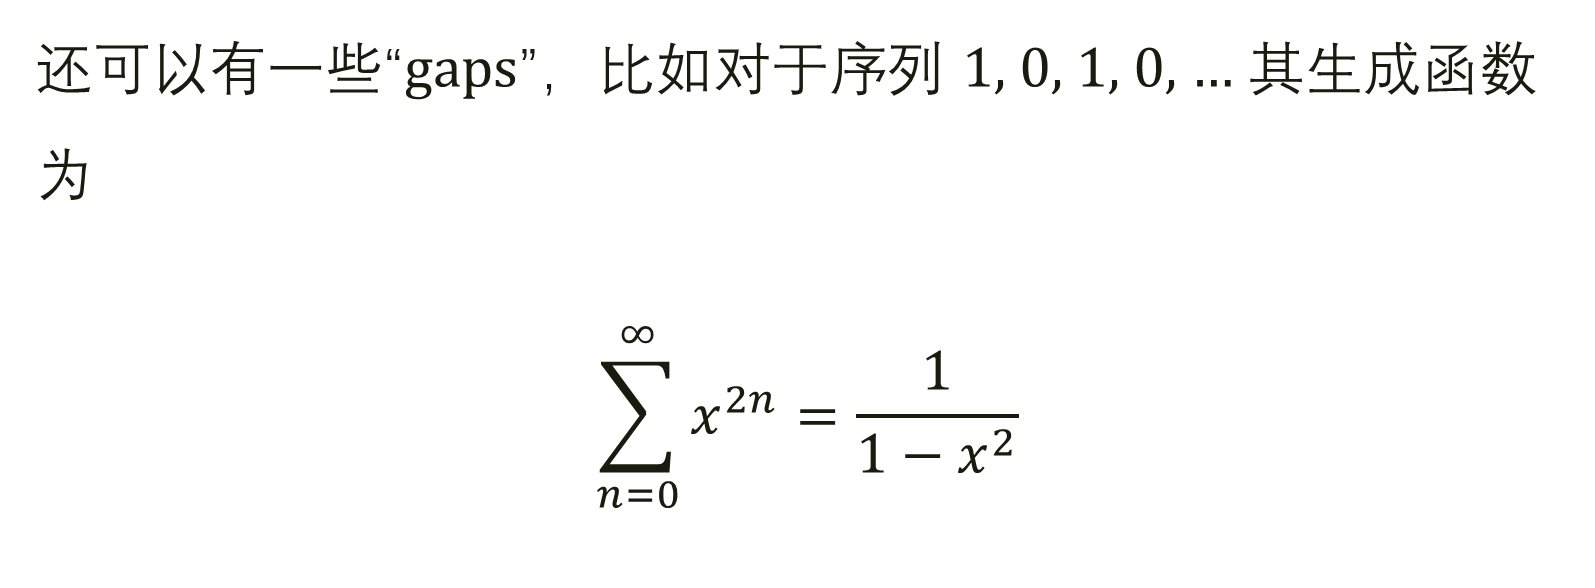 还可以有一些“gaps”, 比如对于序列 1, 0, 1, 0, … 其生成函数
为
∑_{n=0}^{∞} x^{2n} = \frac{1}{1 − x^2}